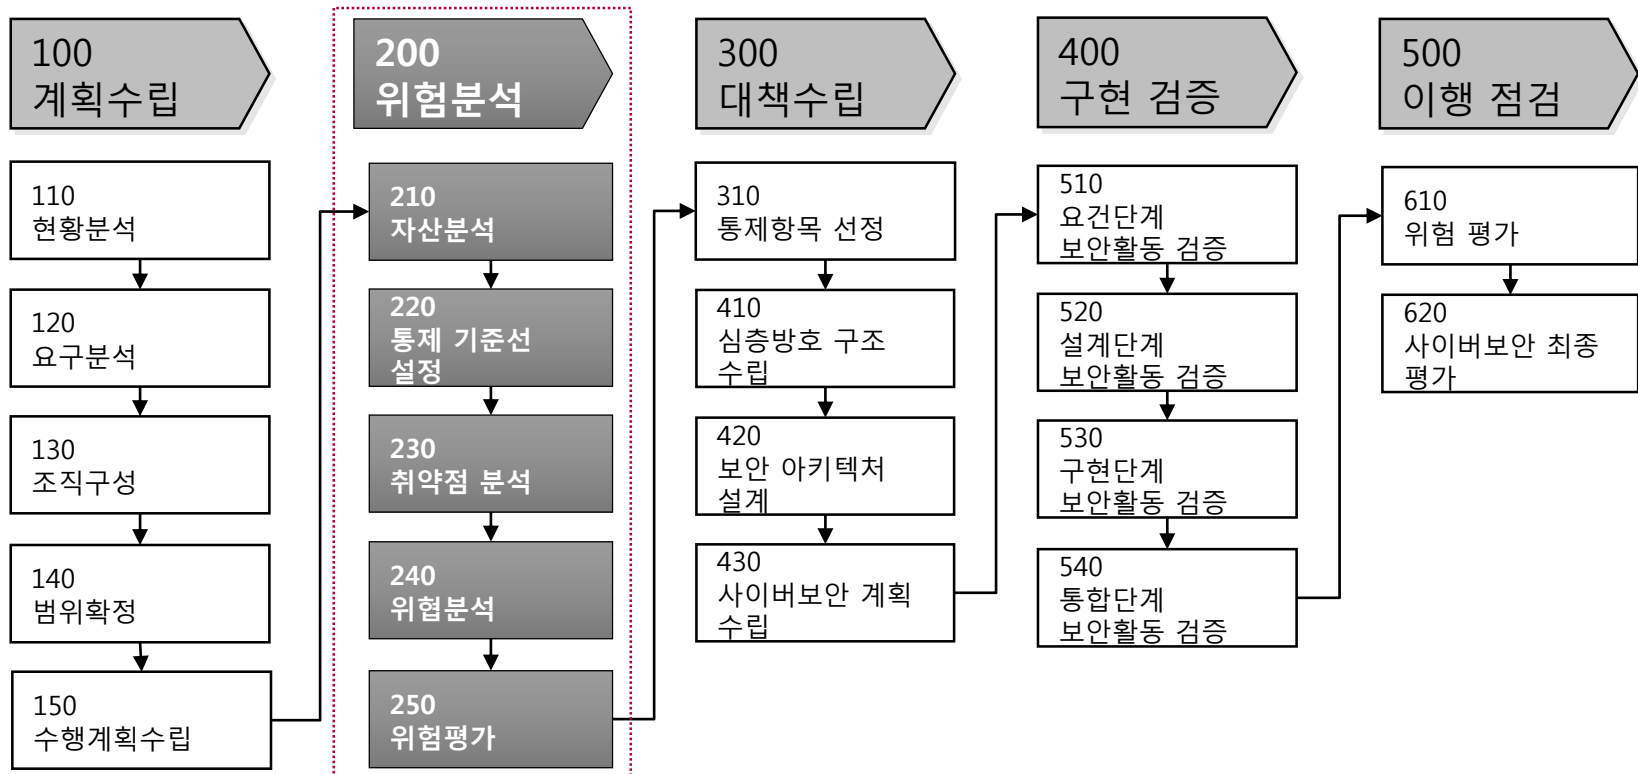 100
계획수립
110
현황분석
120
요구분석
130
조직구성
140
범위확정
150
수행계획수립
200
위험분석
210
자산분석
220
통제 기준선
설정
230
취약점 분석
240
위협분석
250
위험평가
300
대책수립
310
통제항목 선정
410
심층방호 구조
수립
420
보안 아키텍처
설계
430
사이버보안 계획
수립
400
구현 검증
510
요건단계
보안활동 검증
520
설계단계
보안활동 검증
530
구현단계
보안활동 검증
540
통합단계
보안활동 검증
500
이행 점검
610
위험 평가
620
사이버보안 최종
평가